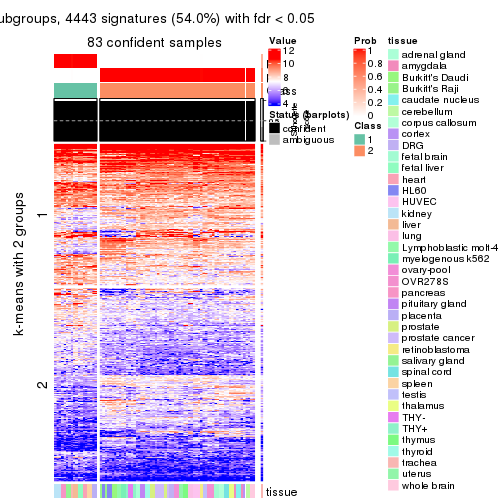 ubgroups, 4443 signatures (54.0%) with fdr < 0.05
83 confident samples
k-means with 2 groups
1
2
tissue
Value
12
10
8
6
4
Status (barplots)
confident
ambiguous
Prob
1
0.8
0.6
0.4
0.2
0
Class
1
2
tissue
adrenal gland
amygdala
Burkitt's Daudi
Burkitt's Raji
caudate nucleus
cerebellum
corpus callosum
cortex
DRG
fetal brain
fetal liver
heart
HL60
HUVEC
kidney
liver
lung
Lymphoblastic molt-4
myelogenous k562
ovary-pool
OVR278S
pancreas
pituitary gland
placenta
prostate
prostate cancer
retinoblastoma
salivary gland
spinal cord
spleen
testis
thalamus
THY-
THY+
thymus
thyroid
trachea
uterus
whole brain